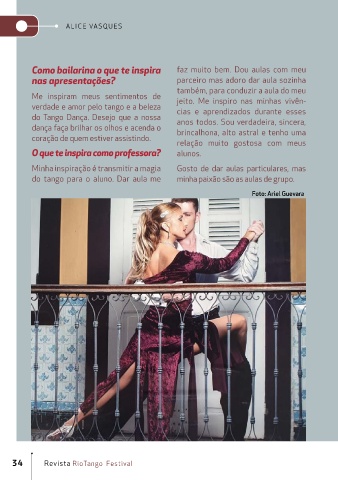 ALICE VASQUES
Como bailarina o que te inspira
nas apresentações?
Me inspiram meus sentimentos de
verdade e amor pelo tango e a beleza
do Tango Dança. Desejo que a nossa
dança faça brilhar os olhos e acenda o
coração de quem estiver assistindo.
O que te inspira como professora?
Minha inspiração é transmitir a magia
do tango para o aluno. Dar aula me
faz muito bem. Dou aulas com meu
parceiro mas adoro dar aula sozinha
também, para conduzir a aula do meu
jeito. Me inspiro nas minhas vivên-
cias e aprendizados durante esses
anos todos. Sou verdadeira, sincera,
brincalhona, alto astral e tenho uma
relação muito gostosa com meus
alunos.
Gosto de dar aulas particulares, mas
minha paixão são as aulas de grupo.
Foto: Ariel Guevara
34 Revista RioTango Festival